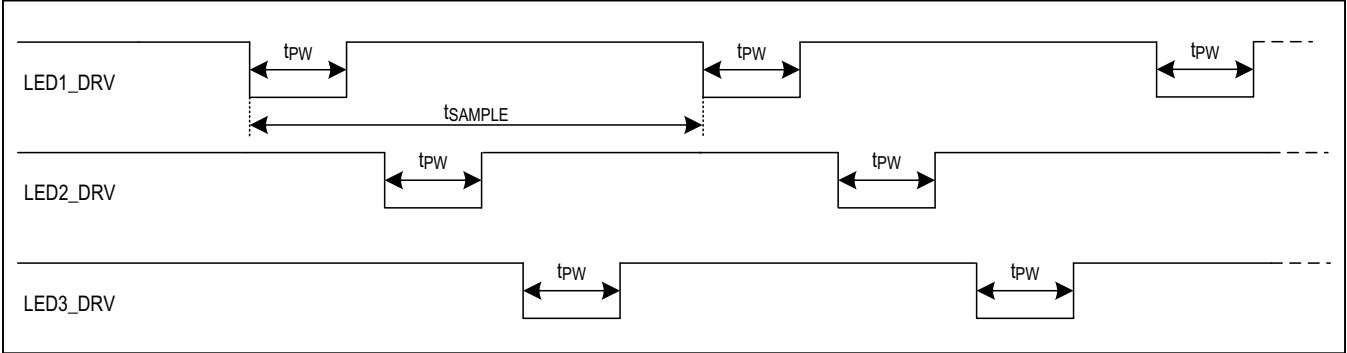 tPW tPW tPW
LED1_DRV
tSAMPLE
tPW tPW
LED2_DRV
tPW tPW
LED3_DRV